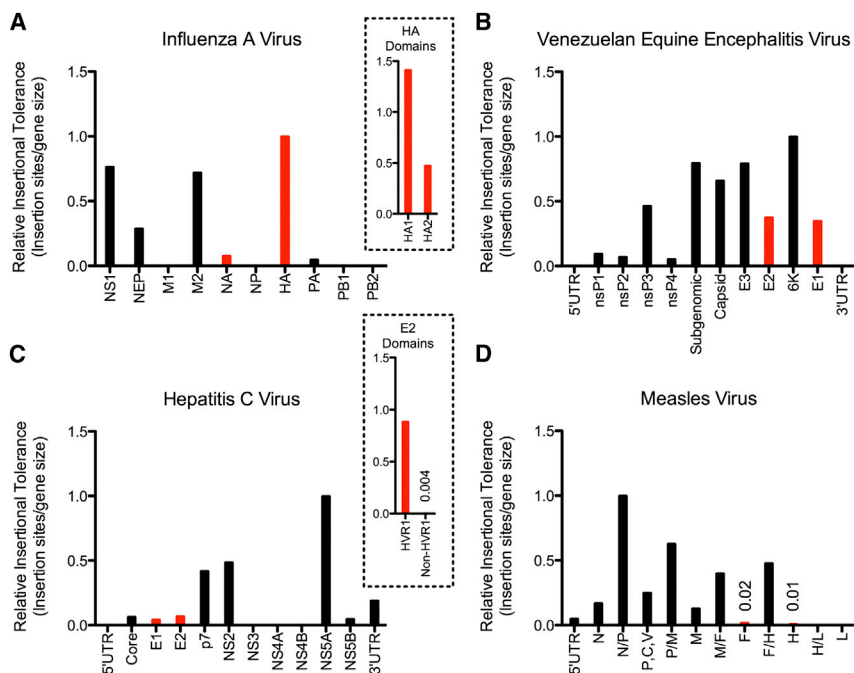 A
Influenza A Virus
Relative Insertional Tolerance
(Insertion sites/gene size)
1.5
1.0
0.5
0.0
NS1
NEP
M1
M2
NA
NP
HA
PA
PB1
PB2
HA
Domains
1.5
1.0
0.5
0.0
HA1
HA2
B
Venezuelan Equine Encephalitis Virus
Relative Insertional Tolerance
(Insertion sites/gene size)
1.5
1.0
0.5
0.0
5'UTR
nsP1
nsP2
nsP3
nsP4
Subgenomic
Capsid
E3
E2
6K
E1
3'UTR
C
Hepatitis C Virus
Relative Insertional Tolerance
(Insertion sites/gene size)
1.5
1.0
0.5
0.0
5'UTR
Core
E1
E2
p7
NS2
NS3
NS4A
NS4B
NS5A
NS5B
3'UTR
E2
Domains
1.5
1.0
0.5
0.0
0.004
HVR1
Non-HVR1
D
Measles Virus
Relative Insertional Tolerance
(Insertion sites/gene size)
1.5
1.0
0.5
0.0
0.02
0.01
5'UTR
N
N/P
P,C,V
P/M
M
M/F
F
F/H
H
H/L
L